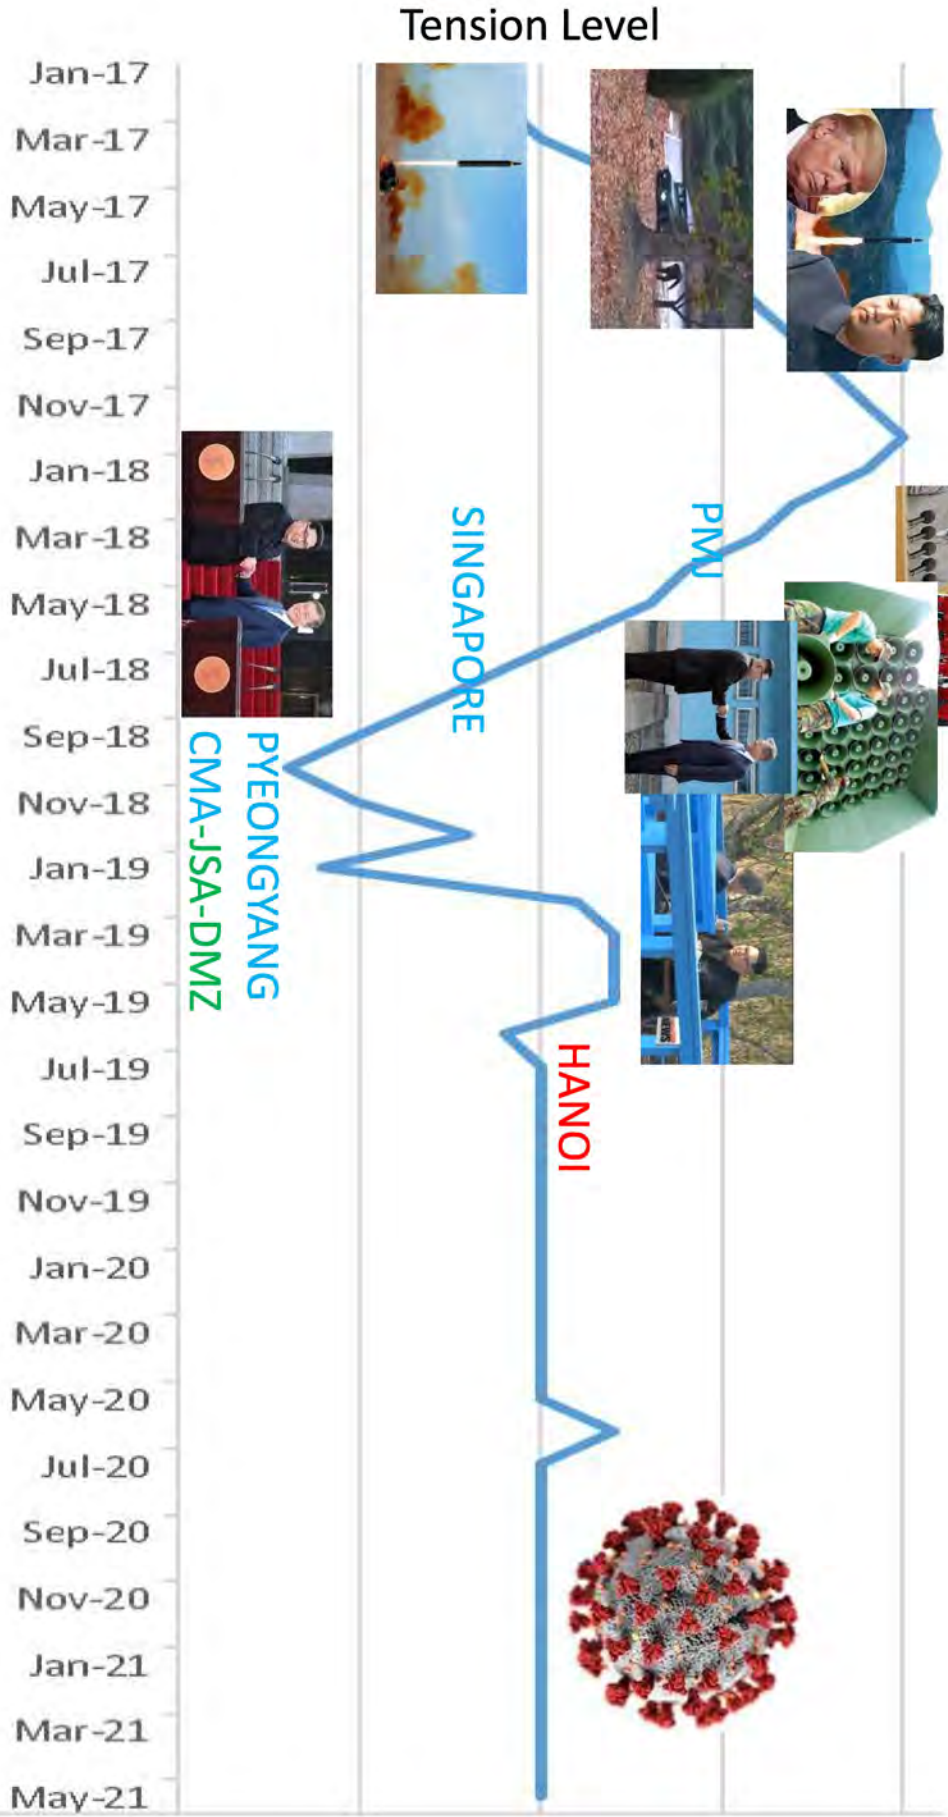 Tension Level
Jan-17
Mar-17
May-17
Jul-17
Sep-17
Nov-17
Jan-18
Mar-18
May-18
Jul-18
Sep-18
Nov-18
Jan-19
Mar-19
May-19
Jul-19
Sep-19
Nov-19
Jan-20
Mar-20
May-20
Jul-20
Sep-20
Nov-20
Jan-21
Mar-21
May-21
PMJ
SINGAPORE
PYEONGYANG
CMA-JSA-DMZ
HANOI
NEWS